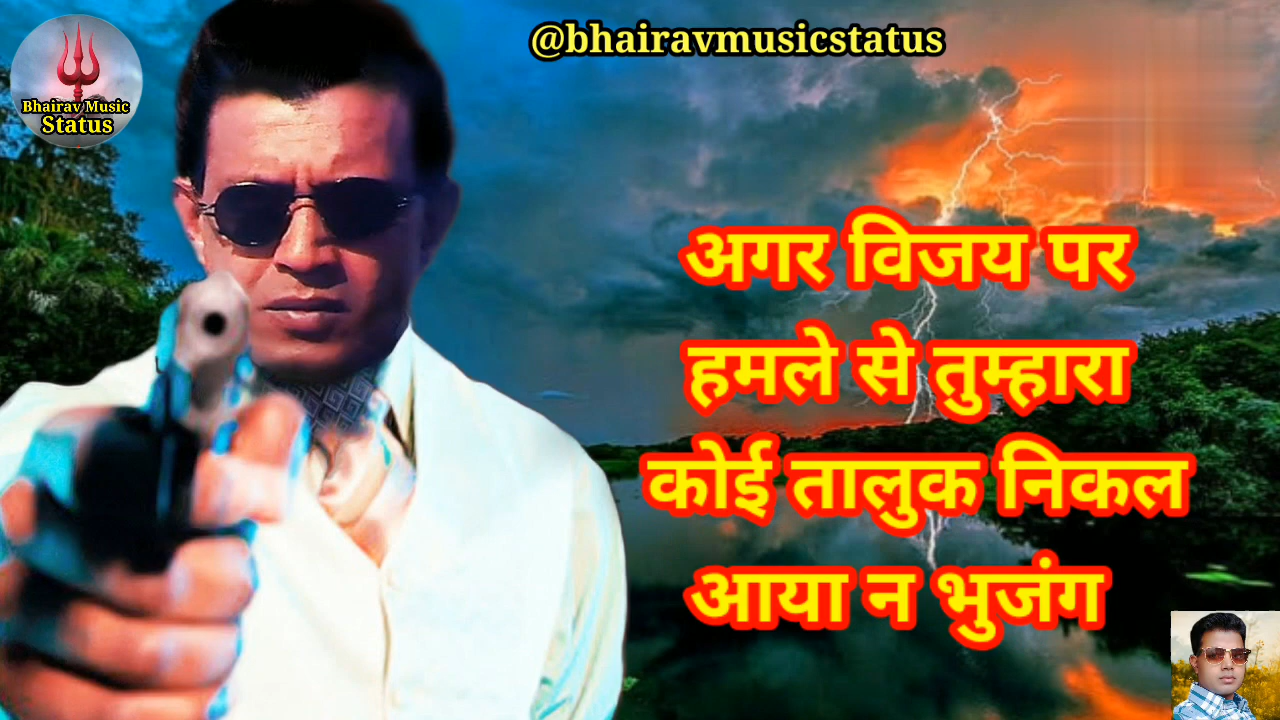 @bhairavmusicstatus
Bhairav Music
Status
अगर विजय पर
हमले से तुम्हारा
कोई तालुक निकल
आया न भुजंग